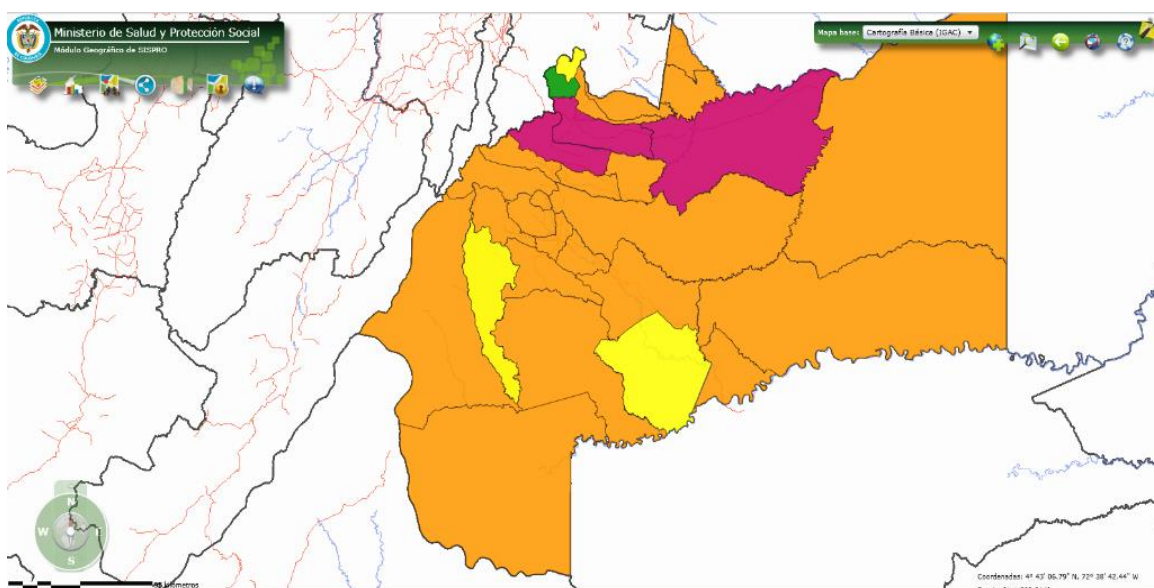 Ministerio de Salud y Protección Social
Módulo Geográfico de SISPRO
Mapa base: Cartografía Básica (IGAC)
N
W E
S
Kilómetros
Coordenadas: 4° 43' 06.79" N, 72° 38' 42.44" W